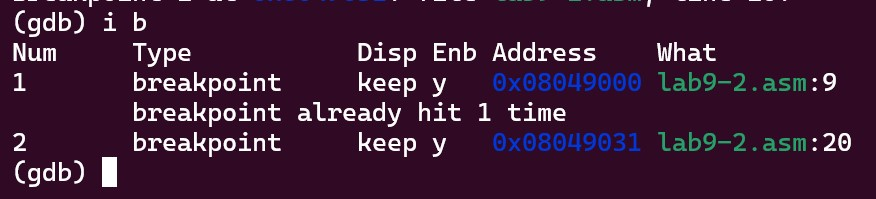 (gdb) i b
Num Type Disp Enb Address What
1 breakpoint keep y 0x08049000 lab9-2.asm:9
breakpoint already hit 1 time
2 breakpoint keep y 0x08049031 lab9-2.asm:20
(gdb)